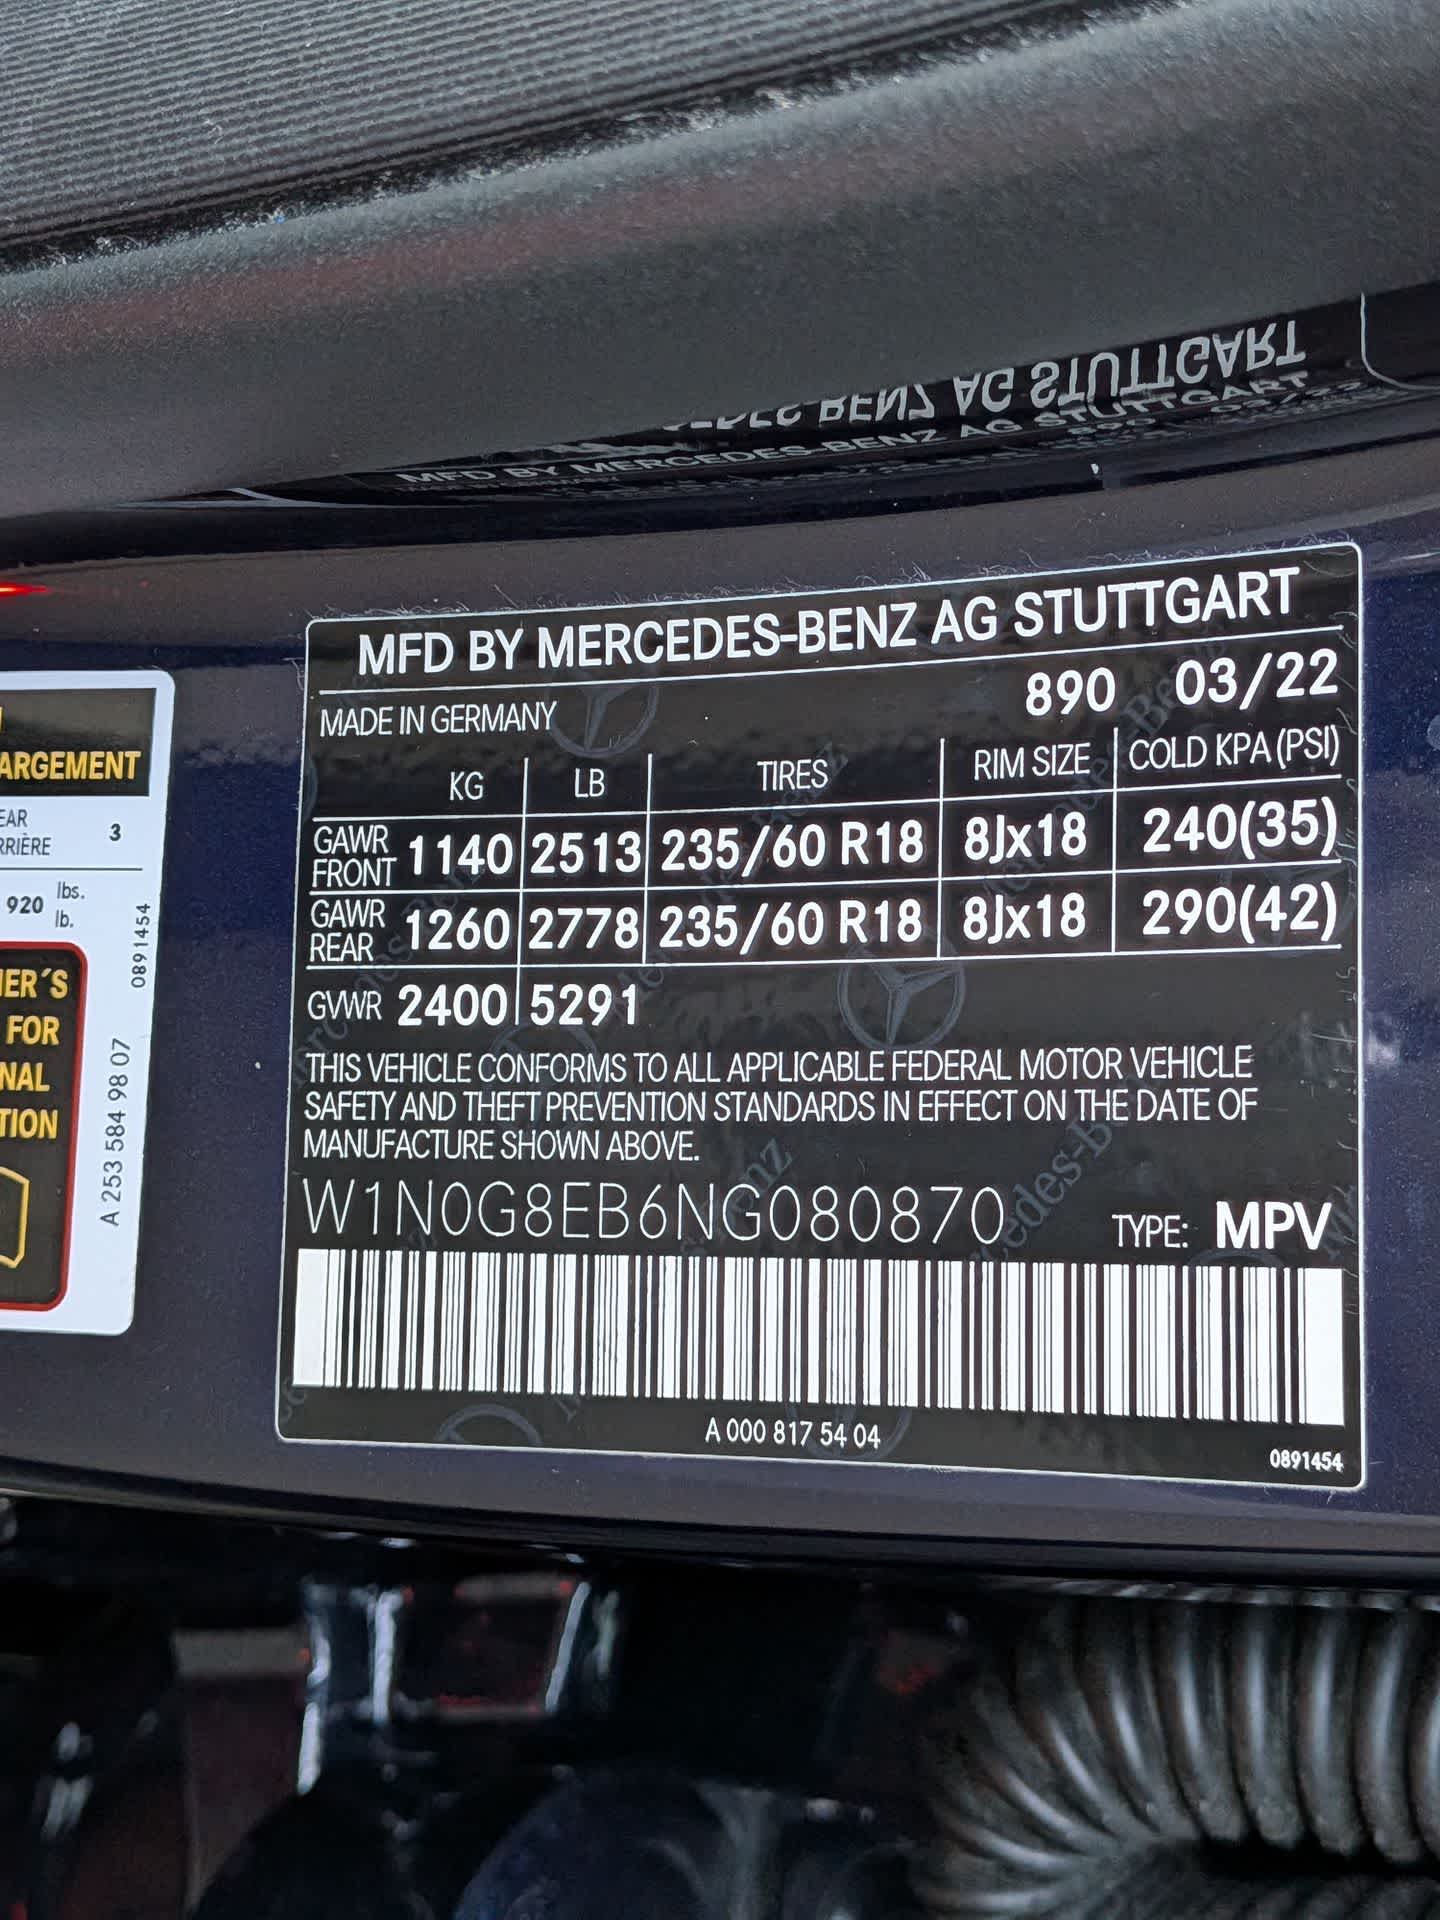 ARGEMENT
3
RRIÈRE
920 lbs.
lb.
FOR
0891454
A 253 584 98 07
MFD BY MERCEDES-BENZ AG STUTTGART
MFD BY MERCEDES-BENZ AG STUTTGART
890 03/22
MADE IN GERMANY
KG LB TIRES RIM SIZE COLD KPA (PSI)
GAWR FRONT 1140 2513 235/60 R18 8Jx18 240(35)
GAWR REAR 1260 2778 235/60 R18 8Jx18 290(42)
GVWR 2400 5291
THIS VEHICLE CONFORMS TO ALL APPLICABLE FEDERAL MOTOR VEHICLE
SAFETY AND THEFT PREVENTION STANDARDS IN EFFECT ON THE DATE OF
MANUFACTURE SHOWN ABOVE.
W1N0G8EB6NG080870 TYPE: MPV
A 000 817 54 04
0891454